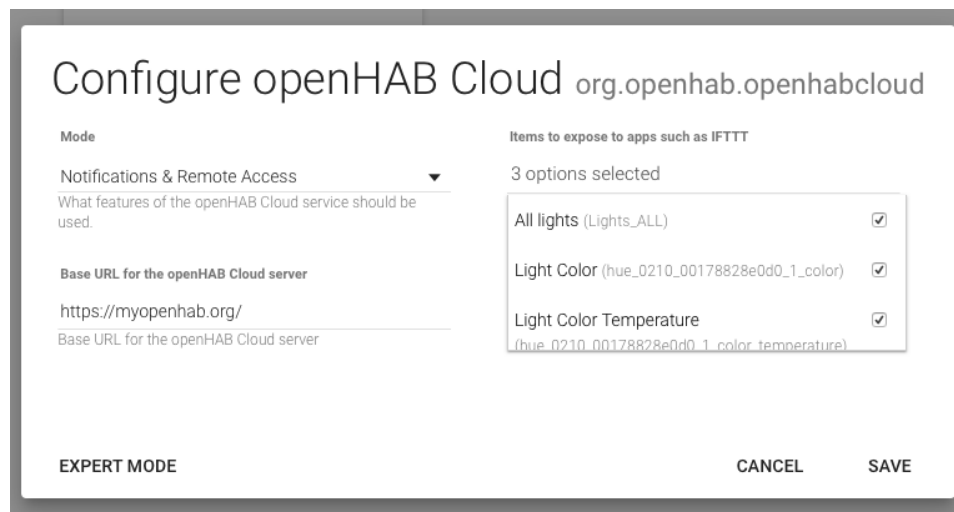 Configure openHAB Cloud org.openhab.openhabcloud
Mode
Notifications & Remote Access
What features of the openHAB Cloud service should be
used.
Base URL for the openHAB Cloud server
https://myopenhab.org/
Base URL for the openHAB Cloud server
Items to expose to apps such as IFTTT
3 options selected
All lights (Lights_ALL)
Light Color (hue_0210_00178828e0d0_1_color)
Light Color Temperature
(hue_0210_00178828e0d0_1_color_temperature)
EXPERT MODE
CANCEL
SAVE